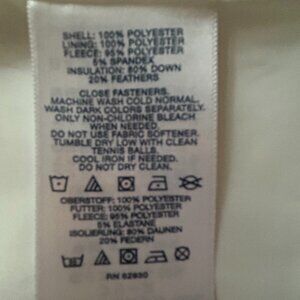 SHELL: 100% POLYESTER
LINING: 100% POLYESTER
FLEECE: 95% POLYESTER
5% SPANDEX
INSULATION: 80% DOWN
20% FEATHERS
CLOSE FASTENERS.
MACHINE WASH COLD NORMAL.
WASH DARK COLORS SEPARATELY.
ONLY NON-CHLORINE BLEACH
WHEN NEEDED.
DO NOT USE FABRIC SOFTENER.
TUMBLE DRY LOW WITH CLEAN
TENNIS BALLS.
COOL IRON IF NEEDED.
DO NOT DRY CLEAN.
OBERSTOFF: 100% POLYESTER
FUTTER: 100% POLYESTER
FLEECE: 95% POLYESTER
5% ELASTANE
ISOLIERUNG: 80% DAUNEN
20% FEDERN
RN 62930